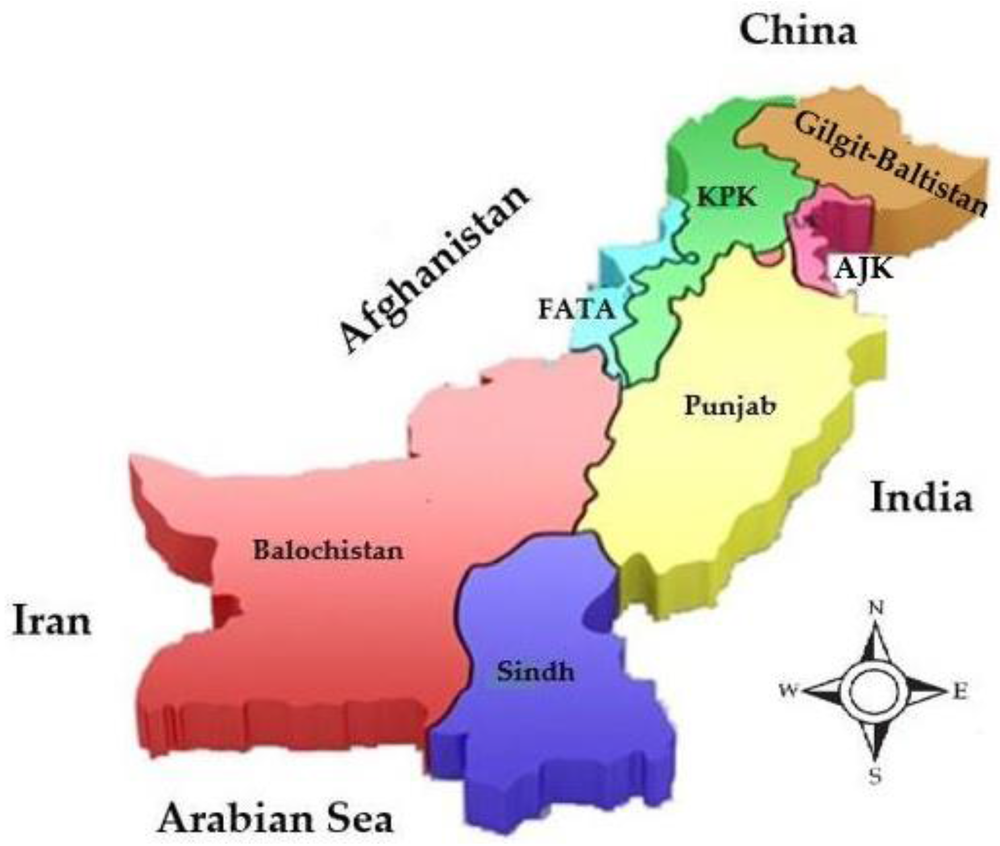 China
Gilgit-Baltistan
KPK
Afghanistan
AJK
FATA
Punjab
India
Balochistan
Iran
N
Sindh
W
E
S
Arabian Sea